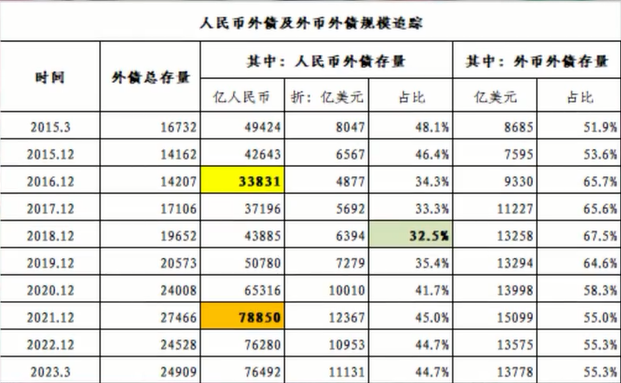 人民币外债及外币外债规模追踪
时间 外债总存量 其中：人民币外债存量 其中：外币外债存量
亿人民币 折：亿美元 占比 亿美元 占比
2015.3 16732 49424 8047 48.1% 8685 51.9%
2015.12 14162 42643 6567 46.4% 7595 53.6%
2016.12 14207 33831 4877 34.3% 9330 65.7%
2017.12 17106 37196 5692 33.3% 11227 65.6%
2018.12 19652 43885 6394 32.5% 13258 67.5%
2019.12 20573 50780 7279 35.4% 13294 64.6%
2020.12 24008 65316 10010 41.7% 13998 58.3%
2021.12 27466 78850 12367 45.0% 15099 55.0%
2022.12 24528 76280 10953 44.7% 13575 55.3%
2023.3 24909 76492 11131 44.7% 13778 55.3%